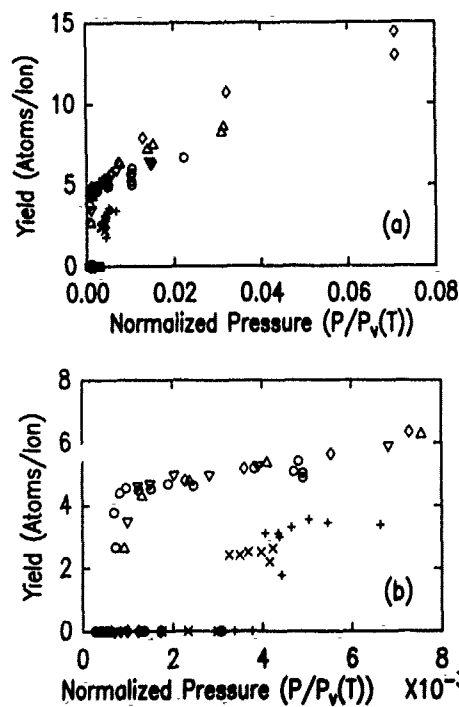 15
10
5
0
Yield (Atoms/Ion)
(a)
0.00 0.02 0.04 0.06 0.08
Normalized Pressure (P/Pv(T))
8
6
4
2
0
Yield (Atoms/Ion)
(b)
0 2 4 6 8
Normalized Pressure (P/Pv(T)) X10⁻³